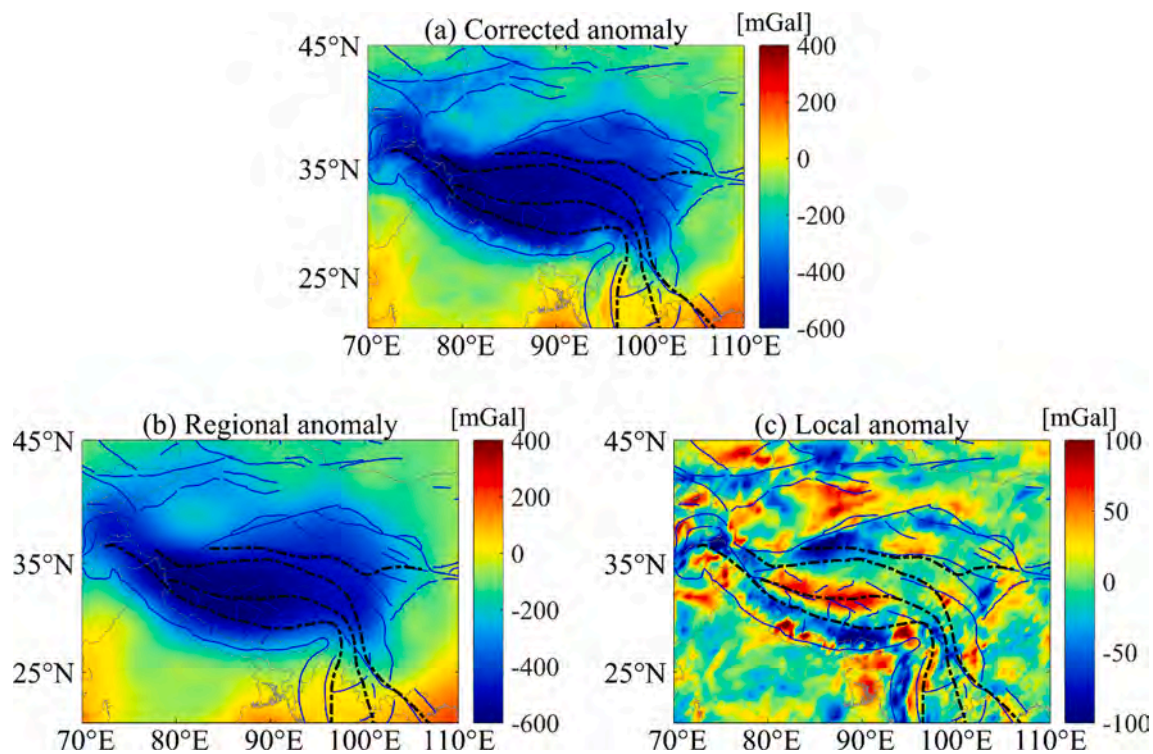 (a) Corrected anomaly [mGal]
45°N
35°N
25°N
70°E 80°E 90°E 100°E 110°E
400
200
0
-200
-400
-600
(b) Regional anomaly [mGal]
45°N
35°N
25°N
70°E 80°E 90°E 100°E 110°E
400
200
0
-200
-400
-600
(c) Local anomaly [mGal]
45°N
35°N
25°N
70°E 80°E 90°E 100°E 110°E
100
50
0
-50
-100